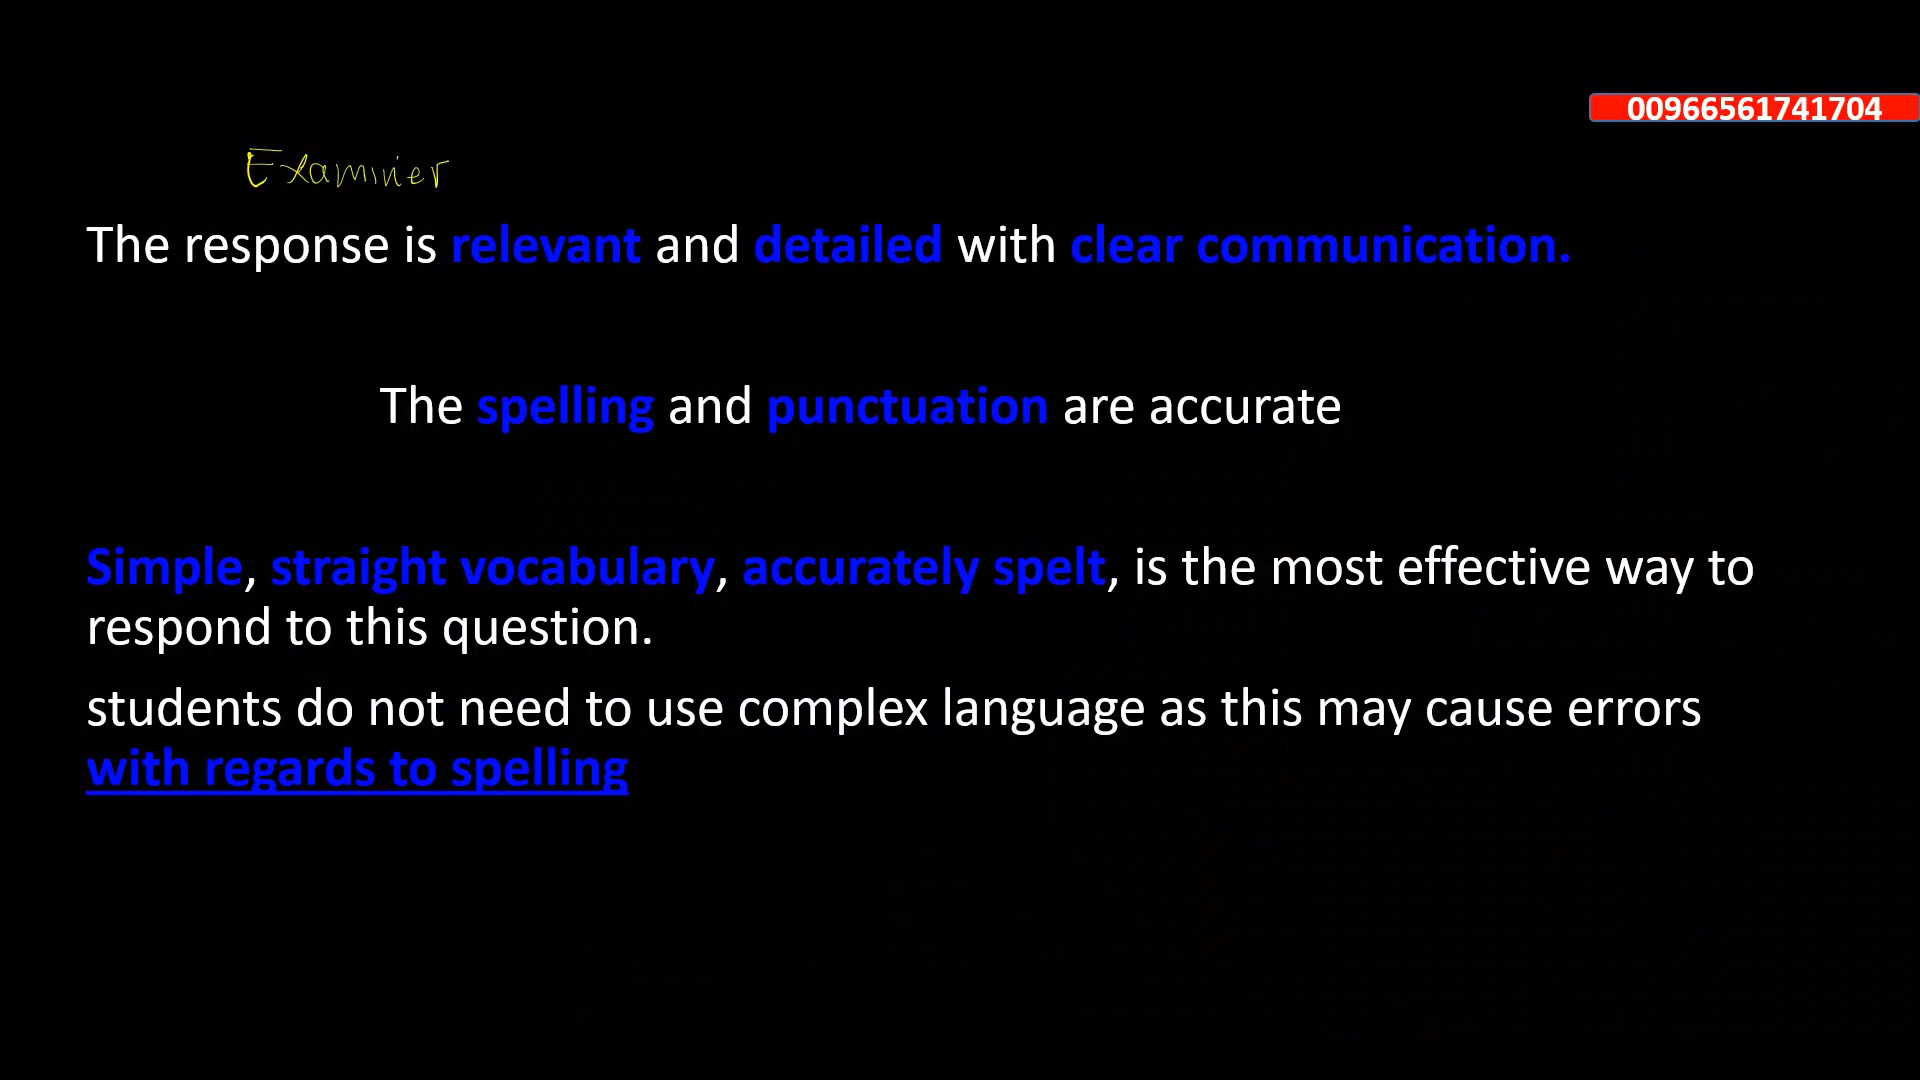 00966561741704
Examinier
The response is relevant and detailed with clear communication.
The spelling and punctuation are accurate
Simple, straight vocabulary, accurately spelt, is the most effective way to
respond to this question.
students do not need to use complex language as this may cause errors
with regards to spelling